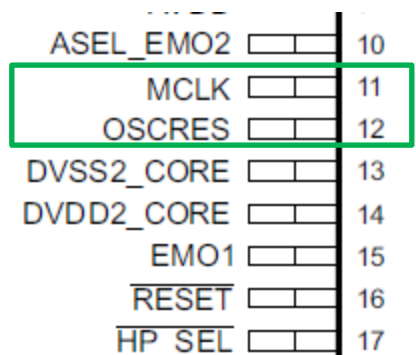 ASEL_EMO2 10
MCLK 11
OSCRES 12
DVSS2_CORE 13
DVDD2_CORE 14
EMO1 15
RESET 16
HP_SEL 17